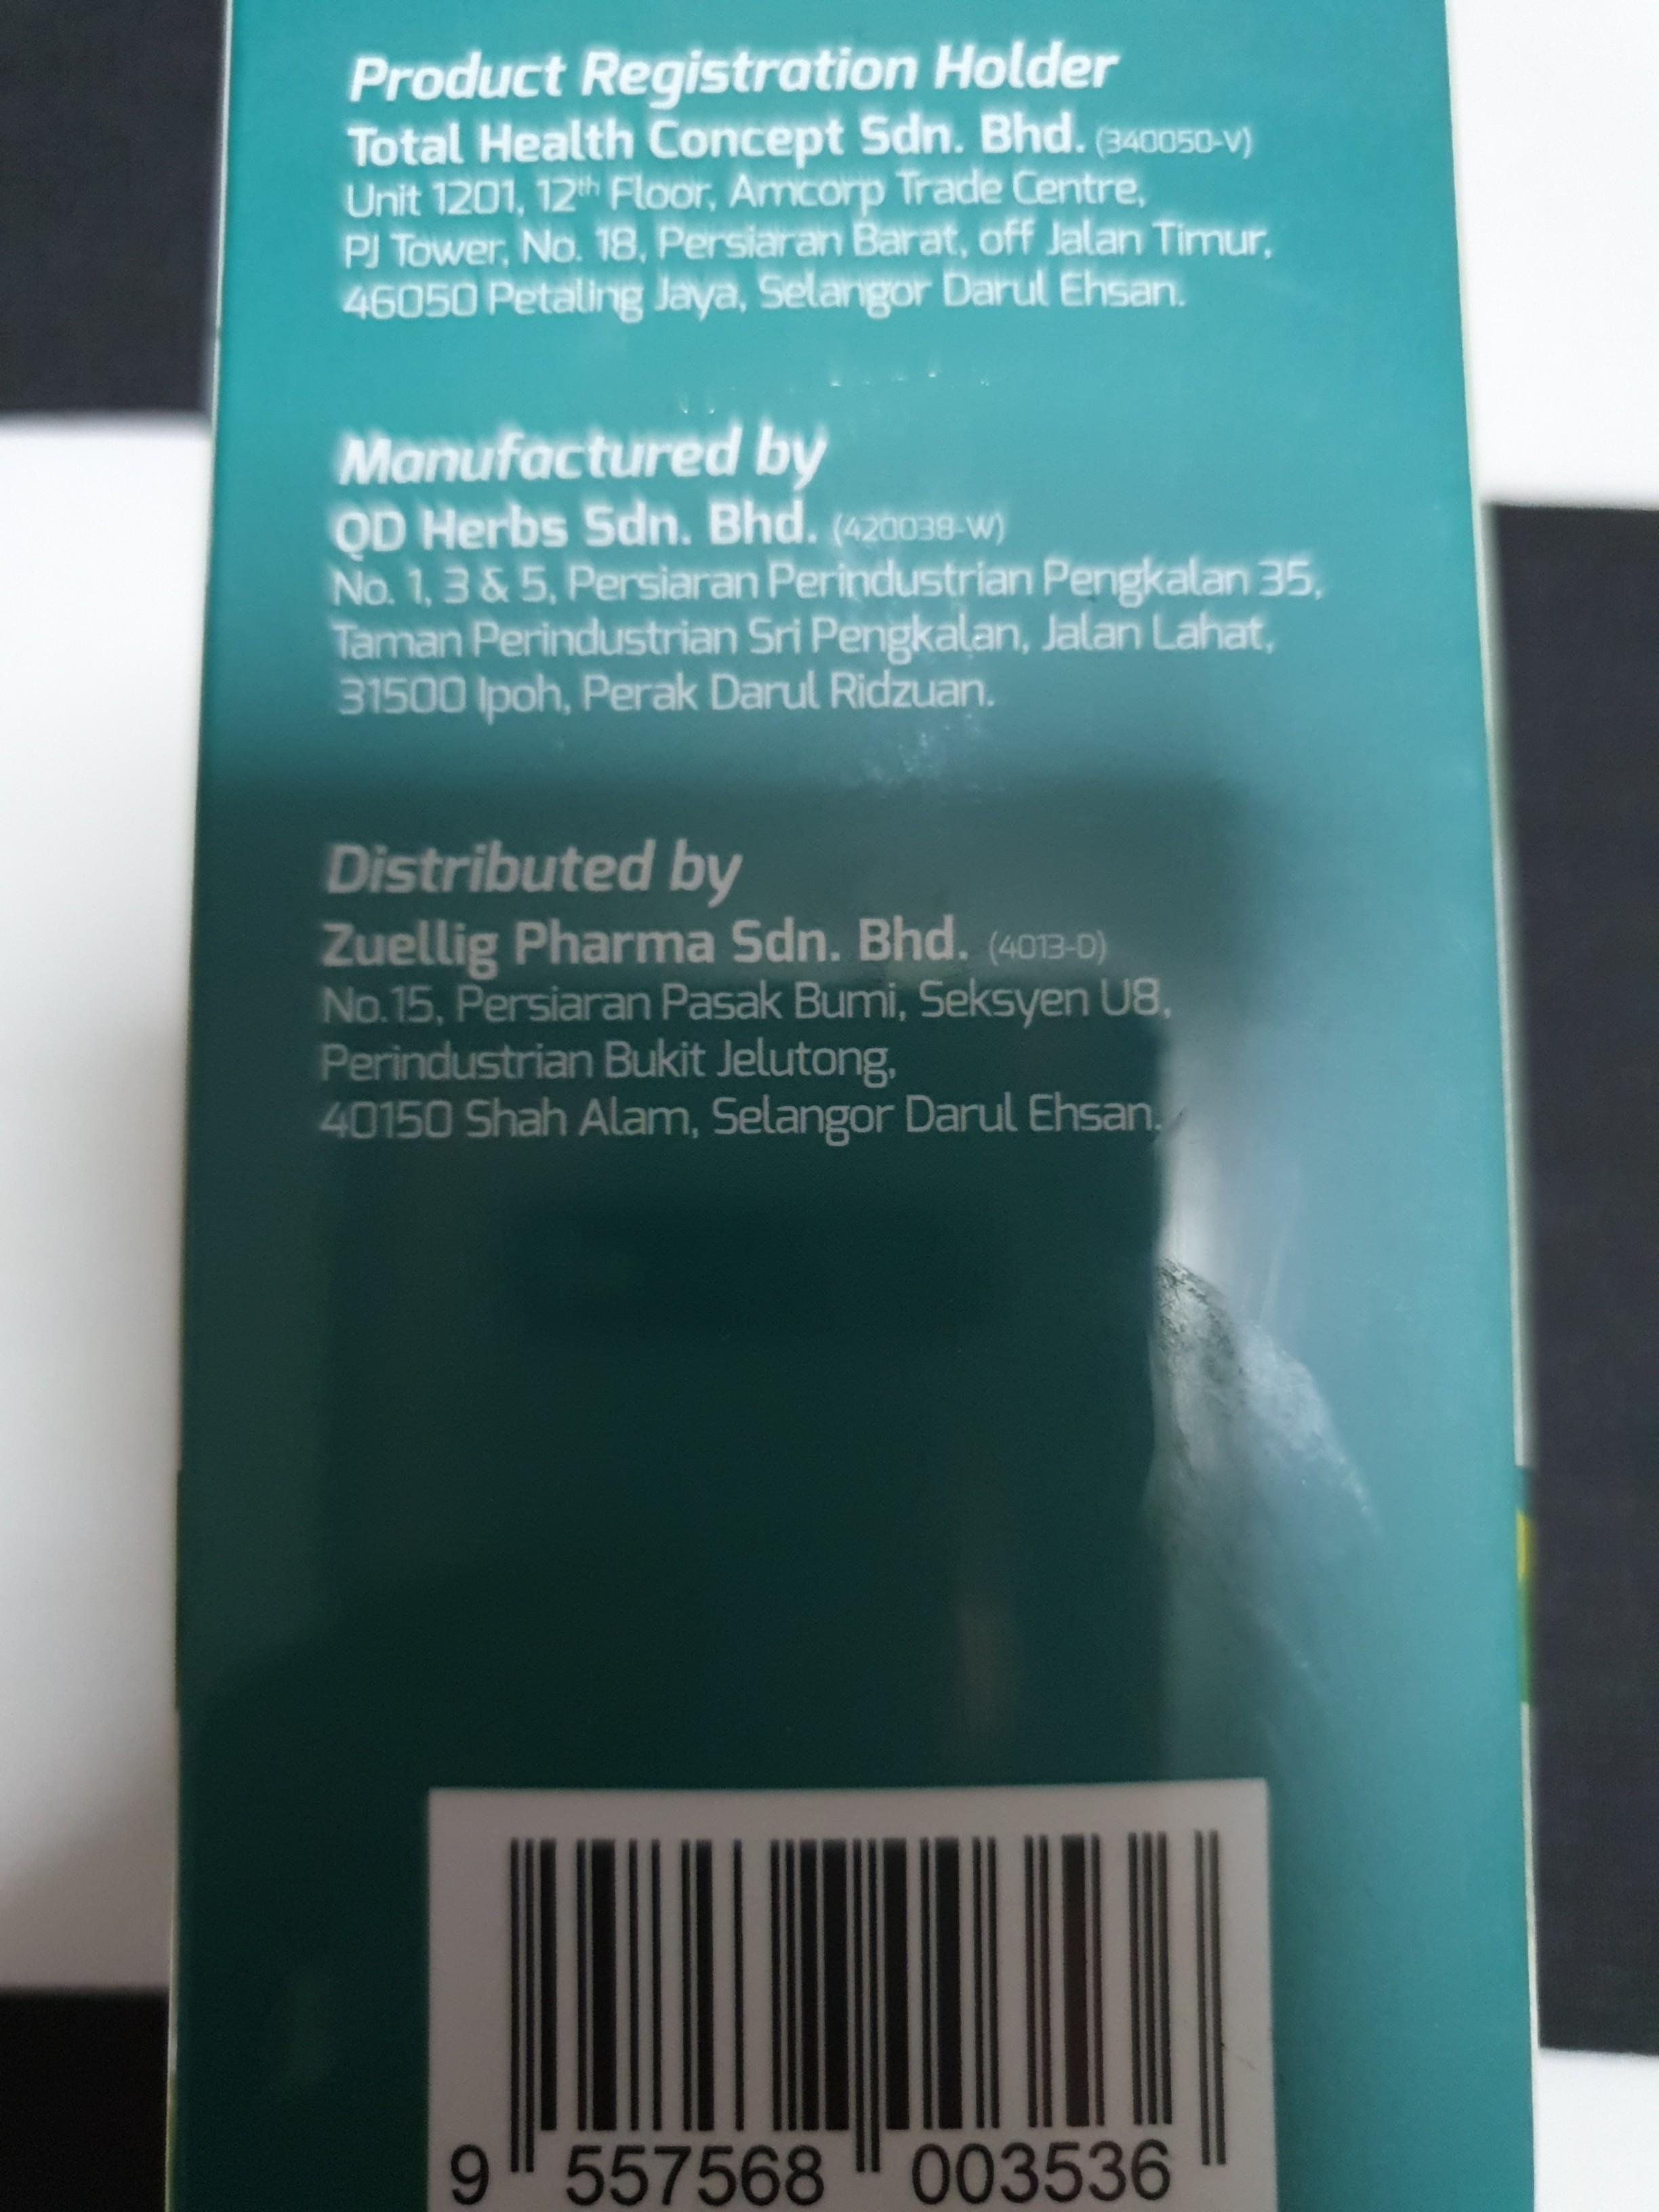 Product Registration Holder
Total Health Concept Sdn. Bhd. (340050-V)
Unit 1201, 12th Floor, Amcorp Trade Centre,
PJ Tower, No. 18, Persiaran Barat, off Jalan Timur,
46050 Petaling Jaya, Selangor Darul Ehsan.
Manufactured by
QD Herbs Sdn. Bhd. (420038-W)
No. 1, 3 & 5, Persiaran Perindustrian Pengkalan 35,
Taman Perindustrian Sri Pengkalan, Jalan Lahat,
31500 Ipoh, Perak Darul Ridzuan.
Distributed by
Zuellig Pharma Sdn. Bhd. (4013-D)
No.15, Persiaran Pasak Bumi, Seksyen U8,
Perindustrian Bukit Jelutong,
40150 Shah Alam, Selangor Darul Ehsan.
9 557568 003536